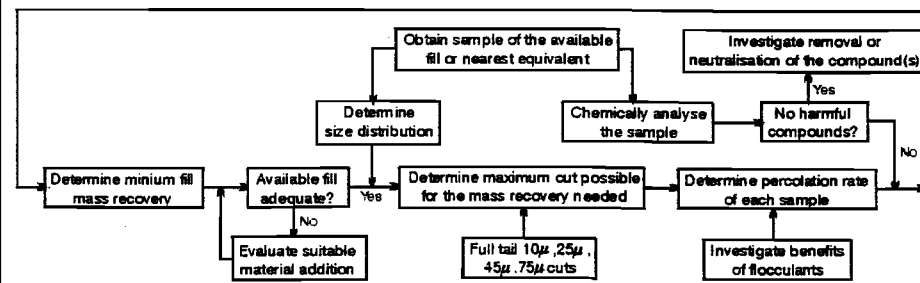 Obtain sample of the available
fill or nearest equivalent
Investigate removal or
neutralisation of the compound(s)
Yes
Determine
size distribution
Chemically analyse
the sample
No harmful
compounds?
No
Determine minium fill
mass recovery
Available fill
adequate?
Yes
Determine maximum cut possible
for the mass recovery needed
Determine percolation rate
of each sample
No
Evaluate suitable
material addition
Full tail 10μ ,25μ ,
45μ .75μ cuts
Investigate benefits
of flocculants